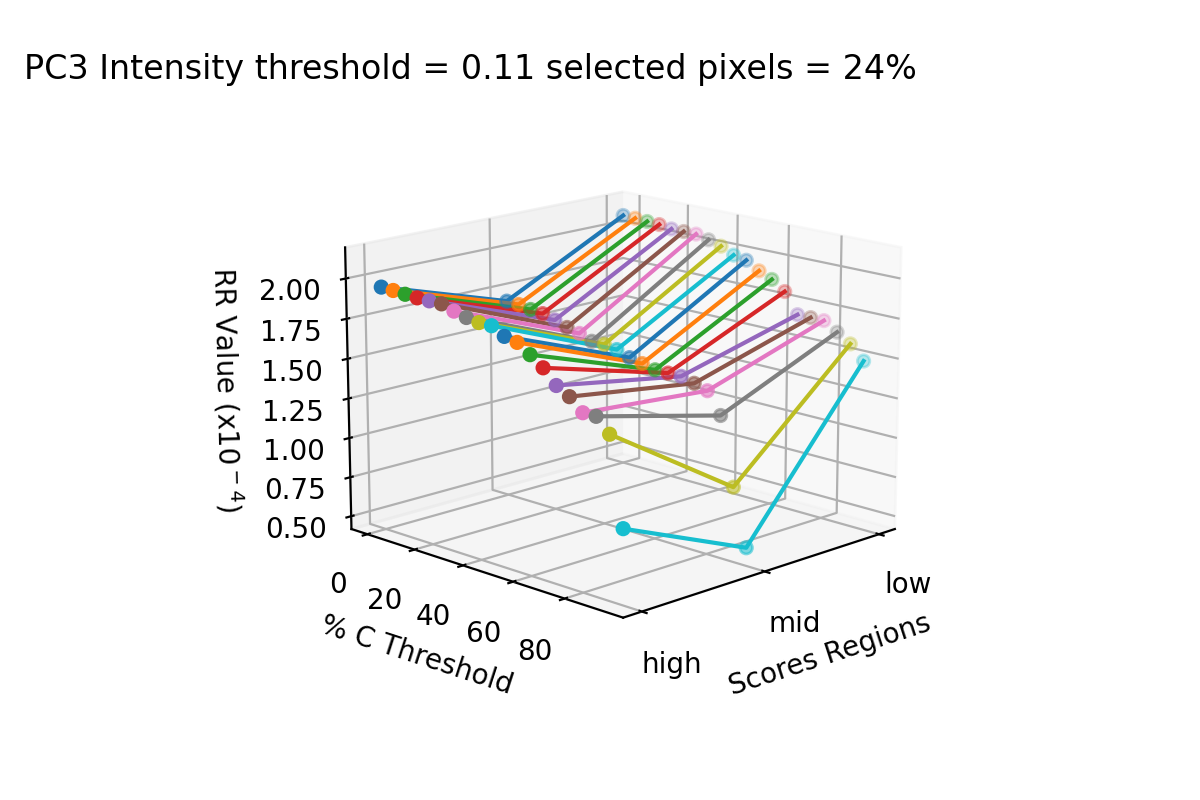 PC3 Intensity threshold = 0.11 selected pixels = 24%
RR Value (x10⁻⁴)
2.00
1.75
1.50
1.25
1.00
0.75
0.50
0
20
40
60
80
% C Threshold
high
mid
low
Scores Regions